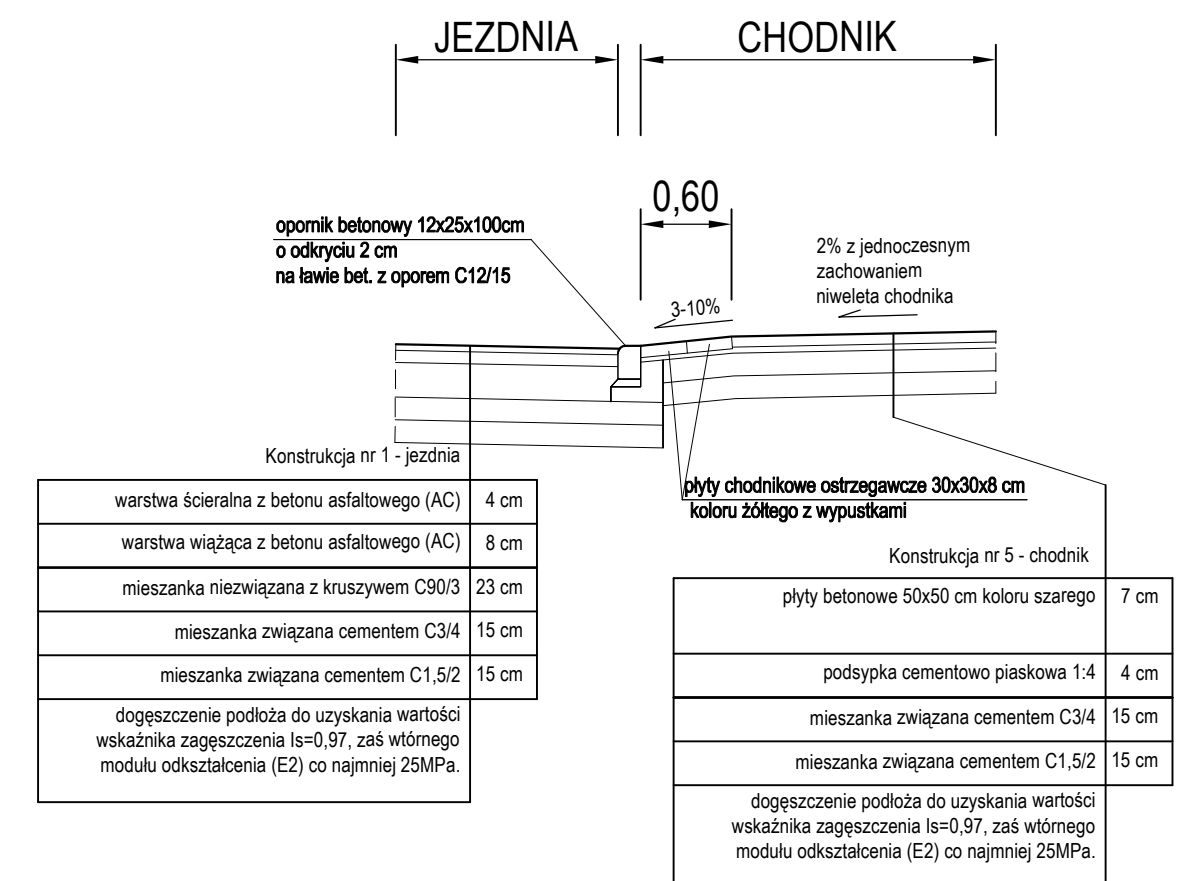 JEZDNIA
CHODNIK
0,60
opornik betonowy 12x25x100cm
o odkryciu 2 cm
na ławie bet. z oporem C12/15
2% z jednoczesnym
zachowaniem
niweleta chodnika
3-10%
Konstrukcja nr 1 - jezdnia
warstwa ścieralna z betonu asfaltowego (AC) 4 cm
warstwa wiążąca z betonu asfaltowego (AC) 8 cm
mieszanka niezwiązana z kruszywem C90/3 23 cm
mieszanka związana cementem C3/4 15 cm
mieszanka związana cementem C1,5/2 15 cm
dogęszczenie podłoża do uzyskania wartości
wskaźnika zagęszczenia Is=0,97, zaś wtórnego
modułu odkształcenia (E2) co najmniej 25MPa.
płyty chodnikowe ostrzegawcze 30x30x8 cm
koloru żółtego z wypustkami
Konstrukcja nr 5 - chodnik
płyty betonowe 50x50 cm koloru szarego 7 cm
podsypka cementowo piaskowa 1:4 4 cm
mieszanka związana cementem C3/4 15 cm
mieszanka związana cementem C1,5/2 15 cm
dogęszczenie podłoża do uzyskania wartości
wskaźnika zagęszczenia Is=0,97, zaś wtórnego
modułu odkształcenia (E2) co najmniej 25MPa.